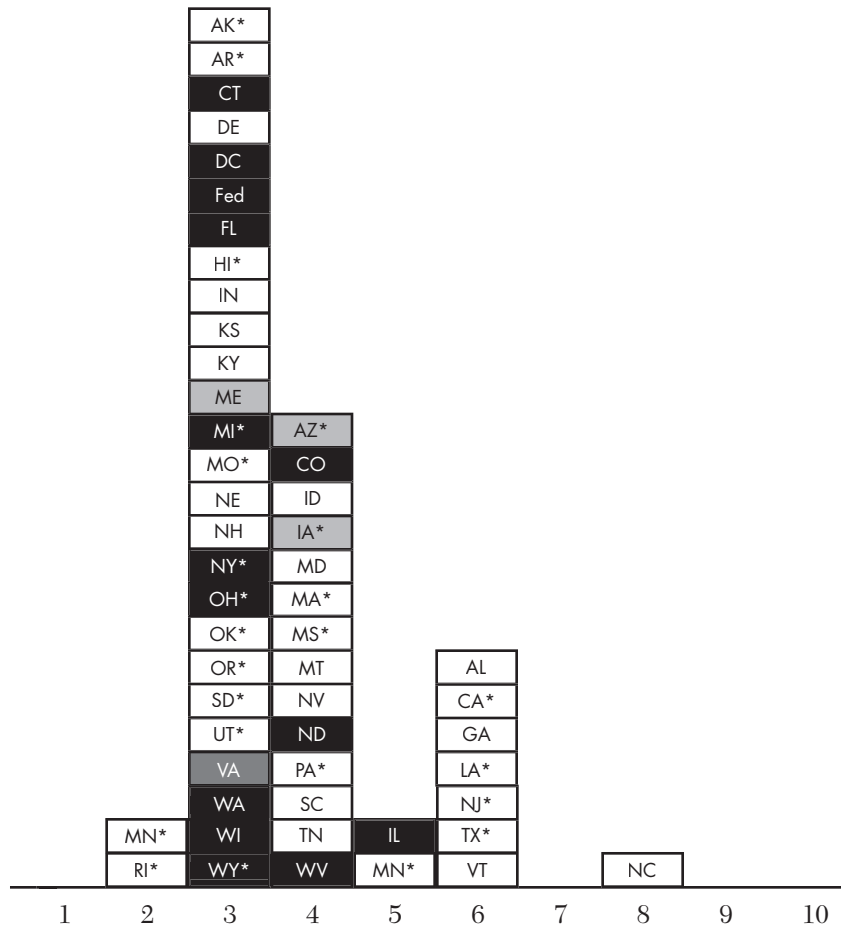 AK*
AR*
CT
DE
DC
Fed
FL
HI*
IN
KS
KY
ME
MI* AZ*
MO* CO
NE ID
NH IA*
NY* MD
OH* MA*
OK* MS*
OR* MT AL
SD* NV CA*
UT* ND GA
VA PA* LA*
WA SC NJ*
MN* WI TN IL TX*
RI* WY* WV MN* VT NC
1 2 3 4 5 6 7 8 9 10